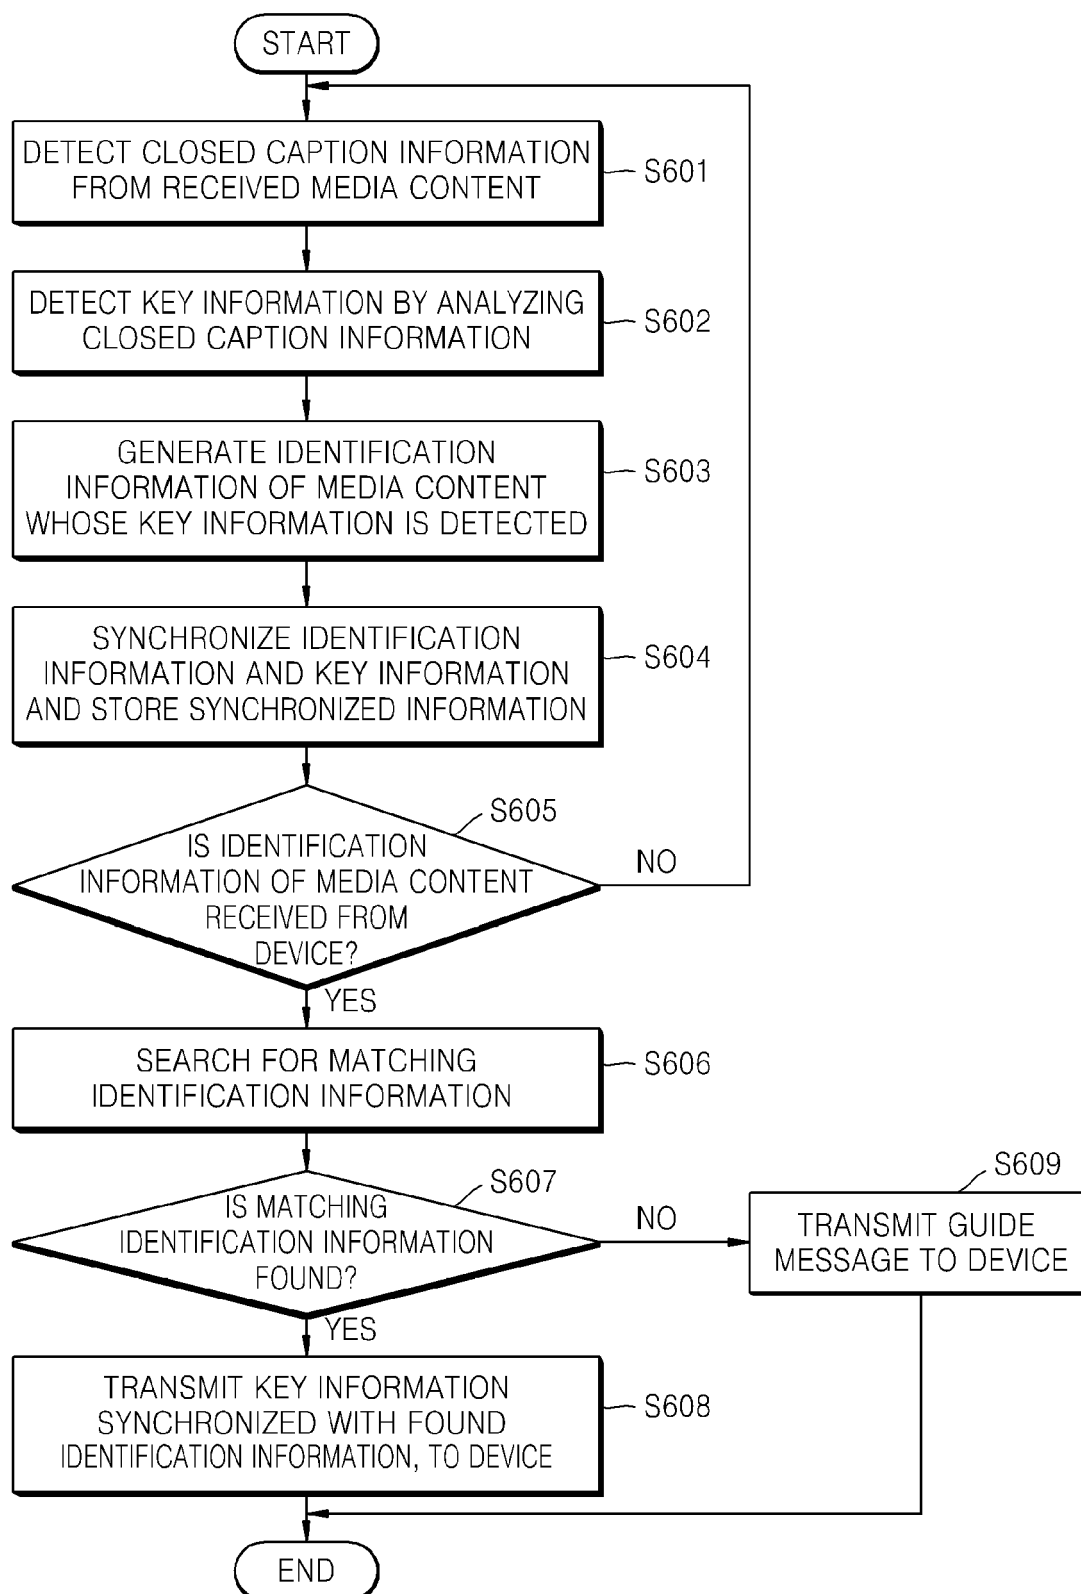 START
DETECT CLOSED CAPTION INFORMATION
FROM RECEIVED MEDIA CONTENT
S601
DETECT KEY INFORMATION BY ANALYZING
CLOSED CAPTION INFORMATION
S602
GENERATE IDENTIFICATION
INFORMATION OF MEDIA CONTENT
WHOSE KEY INFORMATION IS DETECTED
S603
SYNCHRONIZE IDENTIFICATION
INFORMATION AND KEY INFORMATION
AND STORE SYNCHRONIZED INFORMATION
S604
S605
IS IDENTIFICATION
INFORMATION OF MEDIA CONTENT
RECEIVED FROM
DEVICE?
NO
YES
SEARCH FOR MATCHING
IDENTIFICATION INFORMATION
S606
S607
IS MATCHING
IDENTIFICATION INFORMATION
FOUND?
NO
S609
TRANSMIT GUIDE
MESSAGE TO DEVICE
YES
TRANSMIT KEY INFORMATION
SYNCHRONIZED WITH FOUND
IDENTIFICATION INFORMATION, TO DEVICE
S608
END